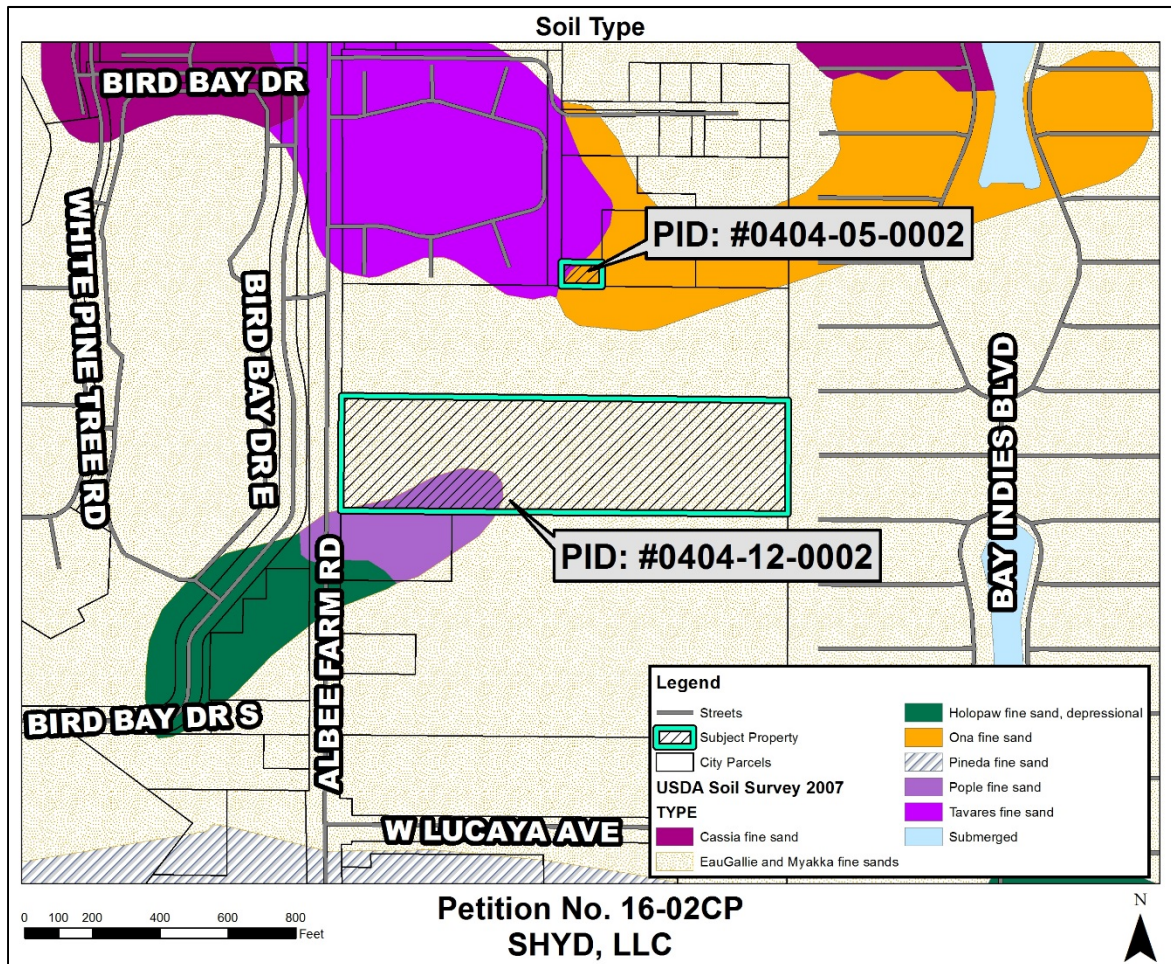 Soil Type
BIRD BAY DR
WHITE PINE TREE RD
BIRD BAY DR E
PID: #0404-05-0002
BAY INDIES BLVD
PID: #0404-12-0002
ALBEE FARM RD
BIRD BAY DR S
W LUCAYA AVE
Legend
Streets
Subject Property
City Parcels
USDA Soil Survey 2007
TYPE
Cassia fine sand
EauGallie and Myakka fine sands
Holopaw fine sand, depressional
Ona fine sand
Pineda fine sand
Pople fine sand
Tavares fine sand
Submerged
0 100 200 400 600 800
Feet
Petition No. 16-02CP
SHYD, LLC
N